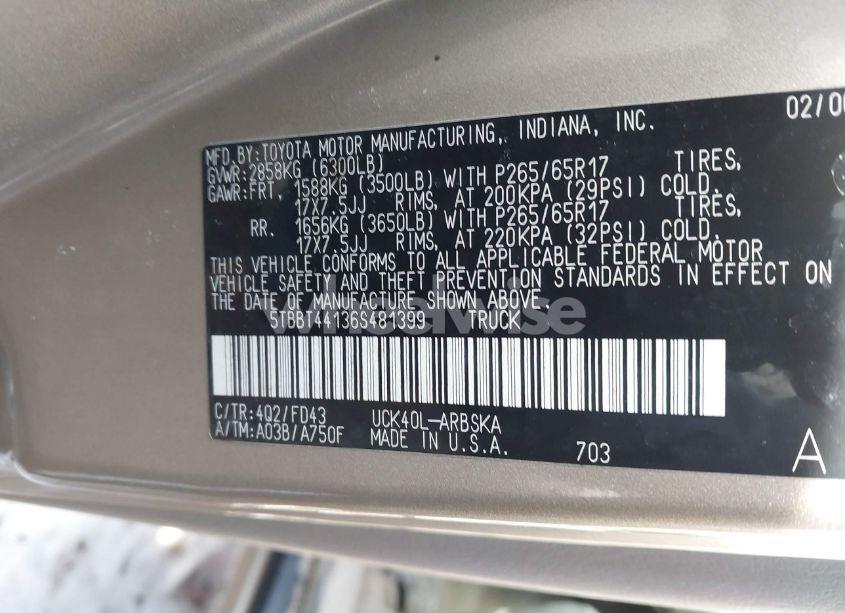 02/0
MFD.BY:TOYOTA MOTOR MANUFACTURING, INDIANA, INC.
GVWR:2858KG (6300LB)
GAWR:FRT. 1588KG (3500LB) WITH P265/65R17 TIRES,
17X7.5JJ RIMS, AT 200KPA (29PSI) COLD.
RR. 1656KG (3650LB) WITH P265/65R17 TIRES,
17X7.5JJ RIMS, AT 220KPA (32PSI) COLD.
THIS VEHICLE CONFORMS TO ALL APPLICABLE FEDERAL MOTOR
VEHICLE SAFETY AND THEFT PREVENTION STANDARDS IN EFFECT ON
THE DATE OF MANUFACTURE SHOWN ABOVE.
5TBBT44136S481399 TRUCK
wheelwise
C/TR:4Q2/FD43 UCK40L-ARBSKA
A/TM:A03B/A750F MADE IN U.S.A. 703 A